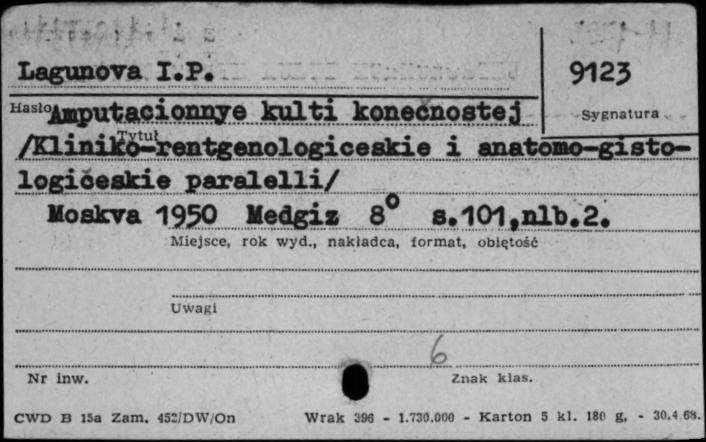 Lagunova I.P.
9123
Hasło
Sygnatura
Amputacionnye kulti konečnostej
Tytuł
/Kliniko-rentgenologiceskie i anatomo-gisto-
logičeskie paralelli/
Moskva 1950 Medgiz 8° s.101,nlb.2.
Miejsce, rok wyd., nakładca, format, objętość
Uwagi
6
Nr inw.
Znak klas.
CWD B 15a Zam. 452/DW/On
Wrak 396 - 1.730.000 - Karton 5 kl. 180 g. - 30.4.68.